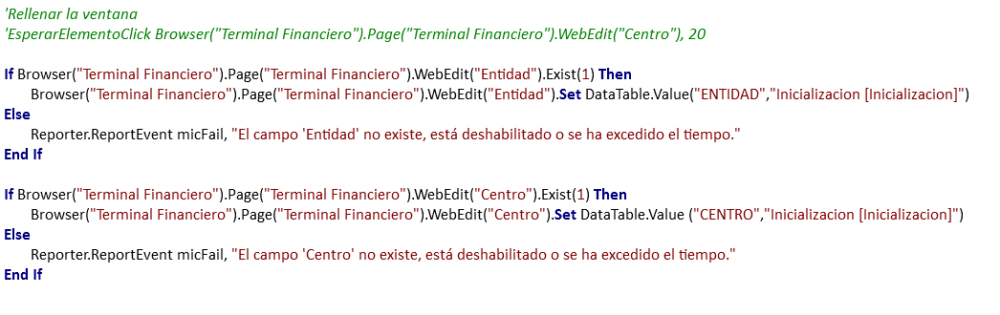 'Rellenar la ventana
'EsperarElementoClick Browser("Terminal Financiero").Page("Terminal Financiero").WebEdit("Centro"), 20
If Browser("Terminal Financiero").Page("Terminal Financiero").WebEdit("Entidad").Exist(1) Then
Browser("Terminal Financiero").Page("Terminal Financiero").WebEdit("Entidad").Set DataTable.Value("ENTIDAD","Inicializacion [Inicializacion]")
Else
Reporter.ReportEvent micFail, "El campo 'Entidad' no existe, está deshabilitado o se ha excedido el tiempo."
End If
If Browser("Terminal Financiero").Page("Terminal Financiero").WebEdit("Centro").Exist(1) Then
Browser("Terminal Financiero").Page("Terminal Financiero").WebEdit("Centro").Set DataTable.Value ("CENTRO","Inicializacion [Inicializacion]")
Else
Reporter.ReportEvent micFail, "El campo 'Centro' no existe, está deshabilitado o se ha excedido el tiempo."
End If